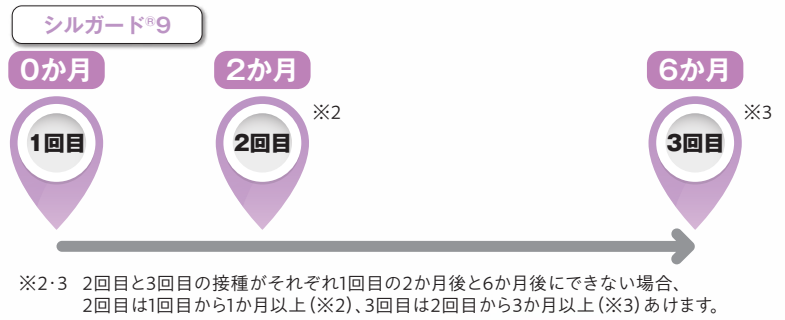 シルガード®9
0か月 2か月 6か月
1回目 2回目 ※2 3回目 ※3
※2・3 2回目と3回目の接種がそれぞれ1回目の2か月後と6か月後にできない場合、
2回目は1回目から1か月以上(※2)、3回目は2回目から3か月以上(※3)あけます。